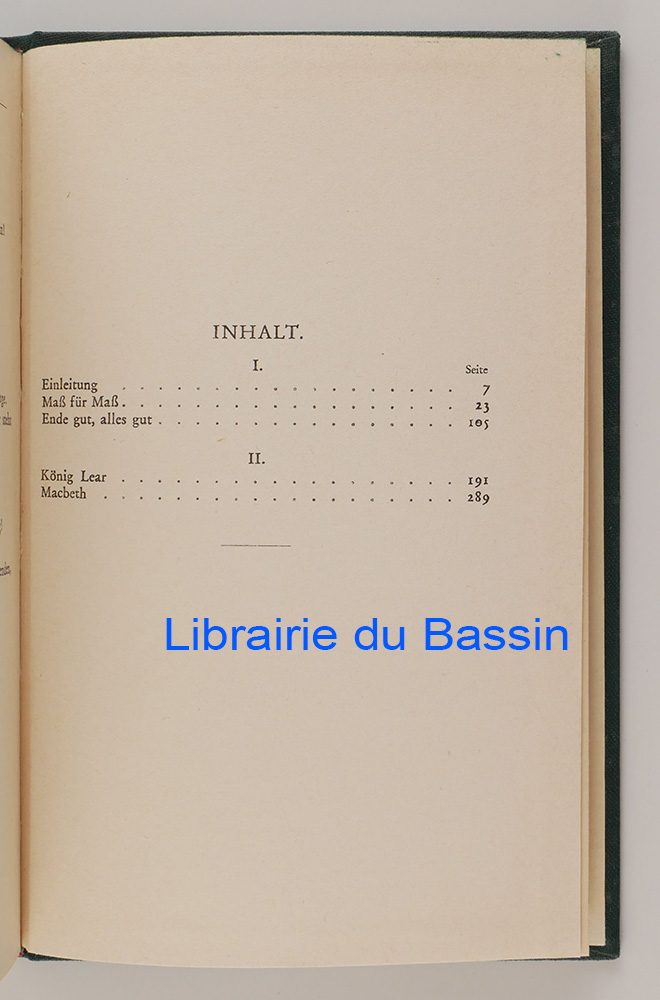 INHALT.
I.
Seite
Einleitung . . . . . . . . . . . . . . . . . . 7
Maß für Maß . . . . . . . . . . . . . . . . . . 23
Ende gut, alles gut . . . . . . . . . . . . . . . . 105
II.
König Lear . . . . . . . . . . . . . . . . . . 191
Macbeth . . . . . . . . . . . . . . . . . . . 289
Librairie du Bassin